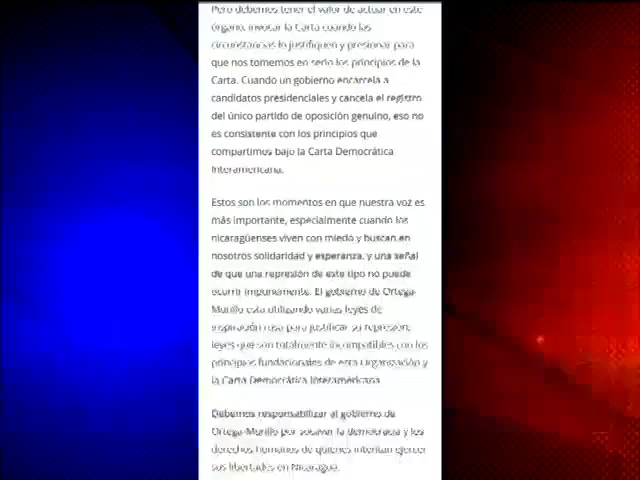 Pero debemos tener el valor de actuar en este
órgano, invocar la Carta cuando las
circunstancias lo justifiquen y presionar para
que nos tomemos en serio los principios de la
Carta. Cuando un gobierno encarcela a
candidatos presidenciales y cancela el registro
del único partido de oposición genuino, eso no
es consistente con los principios que
compartimos bajo la Carta Democrática
Interamericana.
Estos son los momentos en que nuestra voz es
más importante, especialmente cuando los
nicaragüenses viven con miedo y buscan en
nosotros solidaridad y esperanza, y una señal
de que una represión de este tipo no puede
ocurrir impunemente. El gobierno de Ortega-
Murillo está utilizando varias leyes de
inspiración rusa para justificar su represión,
leyes que son totalmente incompatibles con los
principios fundacionales de esta Organización y
la Carta Democrática Interamericana
Debemos responsabilizar al gobierno de
Ortega-Murillo por socavar la democracia y los
derechos humanos de quienes intentan ejercer
sus libertades en Nicaragua.